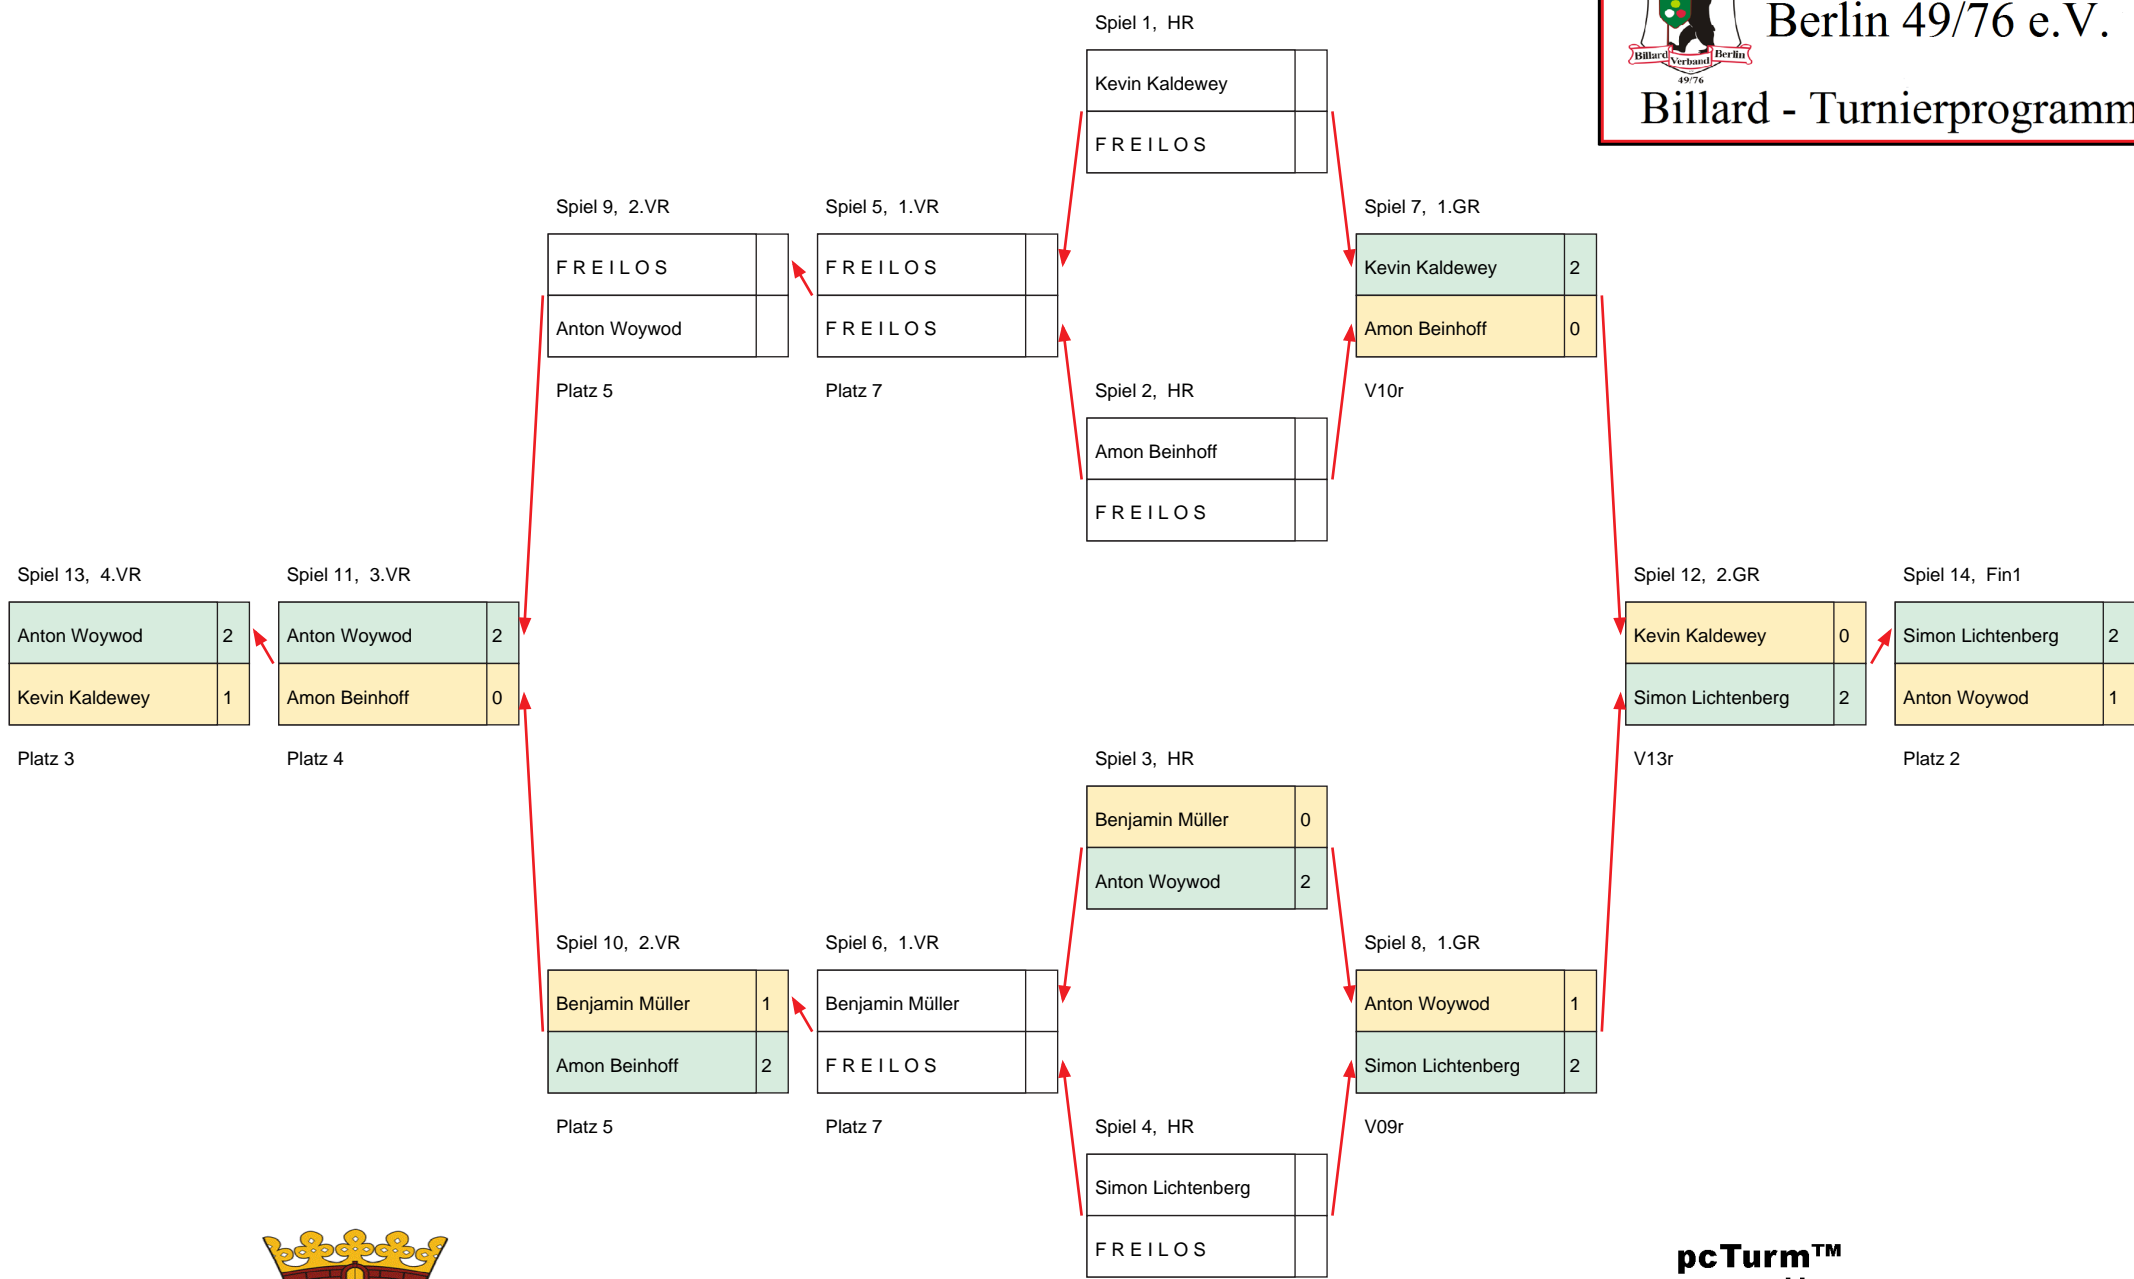 Spiel 1, HR
Kevin Kaldewey
F R E I L O S
Berlin 49/76 e.V.
Billard Verband Berlin
49/76
Billard - Turnierprogramm
Spiel 9, 2.VR
F R E I L O S
Anton Woywod
Platz 5
Spiel 5, 1.VR
F R E I L O S
F R E I L O S
Platz 7
Spiel 7, 1.GR
Kevin Kaldewey 2
Amon Beinhoff 0
V10r
Spiel 2, HR
Amon Beinhoff
F R E I L O S
Spiel 13, 4.VR
Anton Woywod 2
Kevin Kaldewey 1
Platz 3
Spiel 11, 3.VR
Anton Woywod 2
Amon Beinhoff 0
Platz 4
Spiel 12, 2.GR
Kevin Kaldewey 0
Simon Lichtenberg 2
V13r
Spiel 14, Fin1
Simon Lichtenberg 2
Anton Woywod 1
Platz 2
Spiel 3, HR
Benjamin Müller 0
Anton Woywod 2
Spiel 10, 2.VR
Benjamin Müller 1
Amon Beinhoff 2
Platz 5
Spiel 6, 1.VR
Benjamin Müller
F R E I L O S
Platz 7
Spiel 8, 1.GR
Anton Woywod 1
Simon Lichtenberg 2
V09r
Spiel 4, HR
Simon Lichtenberg
F R E I L O S
pcTurm™